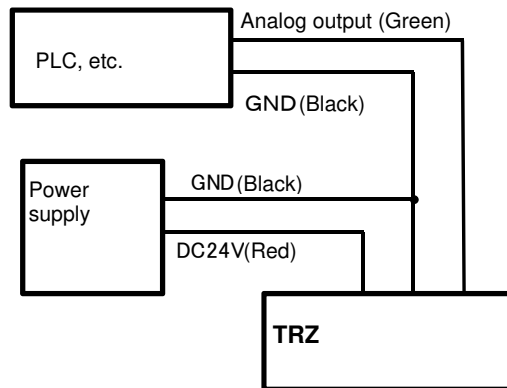 Analog output (Green)
PLC, etc.
GND(Black)
Power
supply
GND(Black)
DC24V(Red)
TRZ